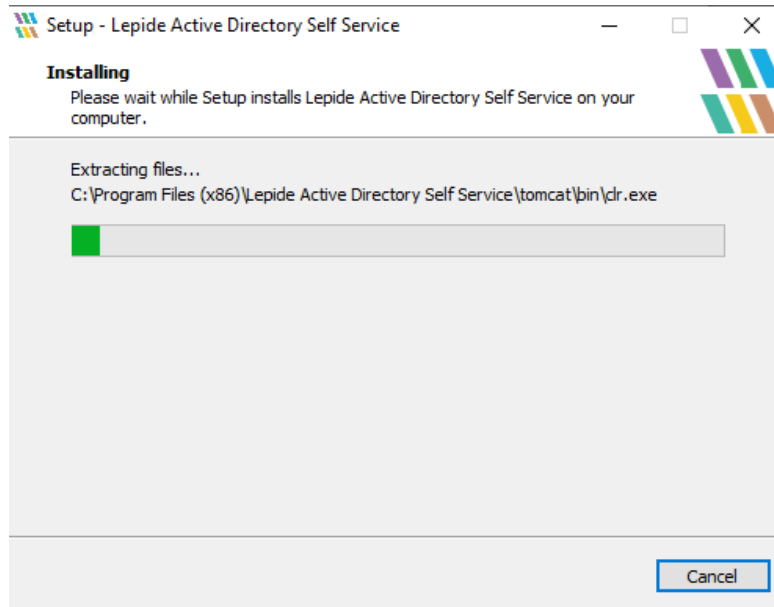 Setup - Lepide Active Directory Self Service
Installing
Please wait while Setup installs Lepide Active Directory Self Service on your
computer.
Extracting files...
C:\Program Files (x86)\Lepide Active Directory Self Service\tomcat\bin\clr.exe
Cancel